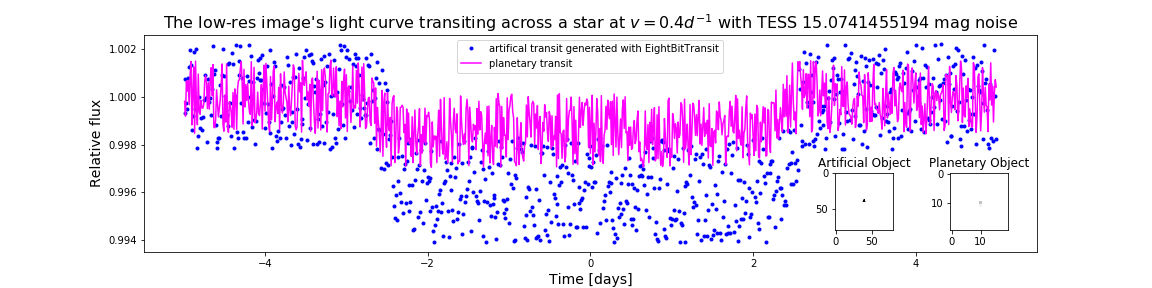 The low-res image's light curve transiting across a star at v = 0.4d⁻¹ with TESS 15.0741455194 mag noise
artifical transit generated with EightBitTransit
planetary transit
Relative flux
1.002
1.000
0.998
0.996
0.994
Artificial Object
0
50
0 50
Planetary Object
0
10
0 10
−4 −2 0 2 4
Time [days]